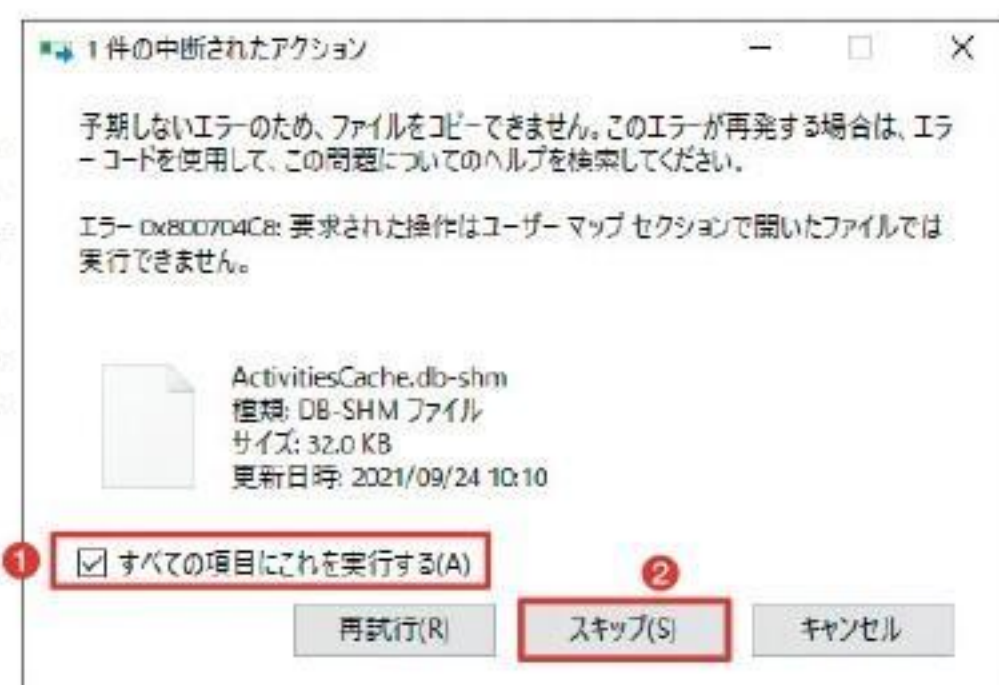 1 件の中断されたアクション
予期しないエラーのため、ファイルをコピーできません。このエラーが再発する場合は、エラ
ー コードを使用して、この問題についてのヘルプを検索してください。
エラー 0x800704C8: 要求された操作はユーザー マップ セクションで開いたファイルでは
実行できません。
ActivitiesCache.db-shm
種類: DB-SHM ファイル
サイズ: 32.0 KB
更新日時: 2021/09/24 10:10
1
すべての項目にこれを実行する(A)
2
再試行(R)
スキップ(S)
キャンセル